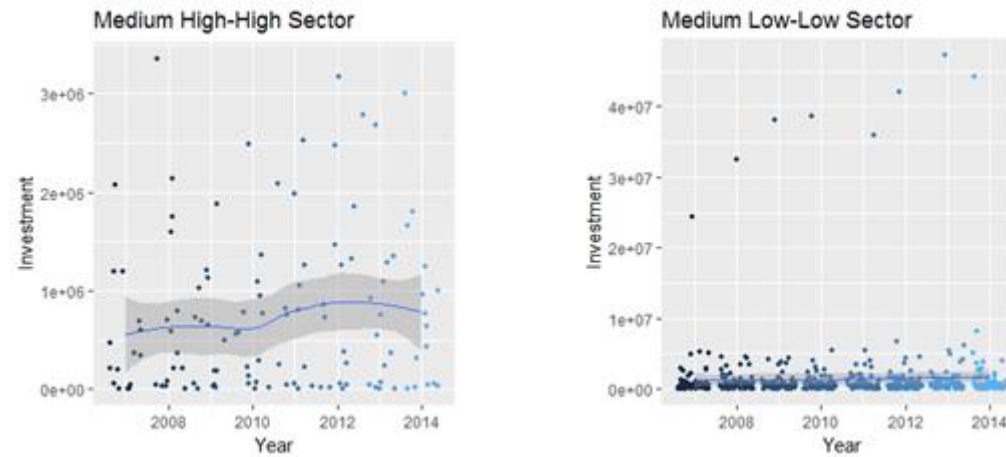 Medium High-High Sector
3e+06
2e+06
1e+06
0e+00
Investment
2008 2010 2012 2014
Year
Medium Low-Low Sector
4e+07
3e+07
2e+07
1e+07
0e+00
Investment
2008 2010 2012 2014
Year